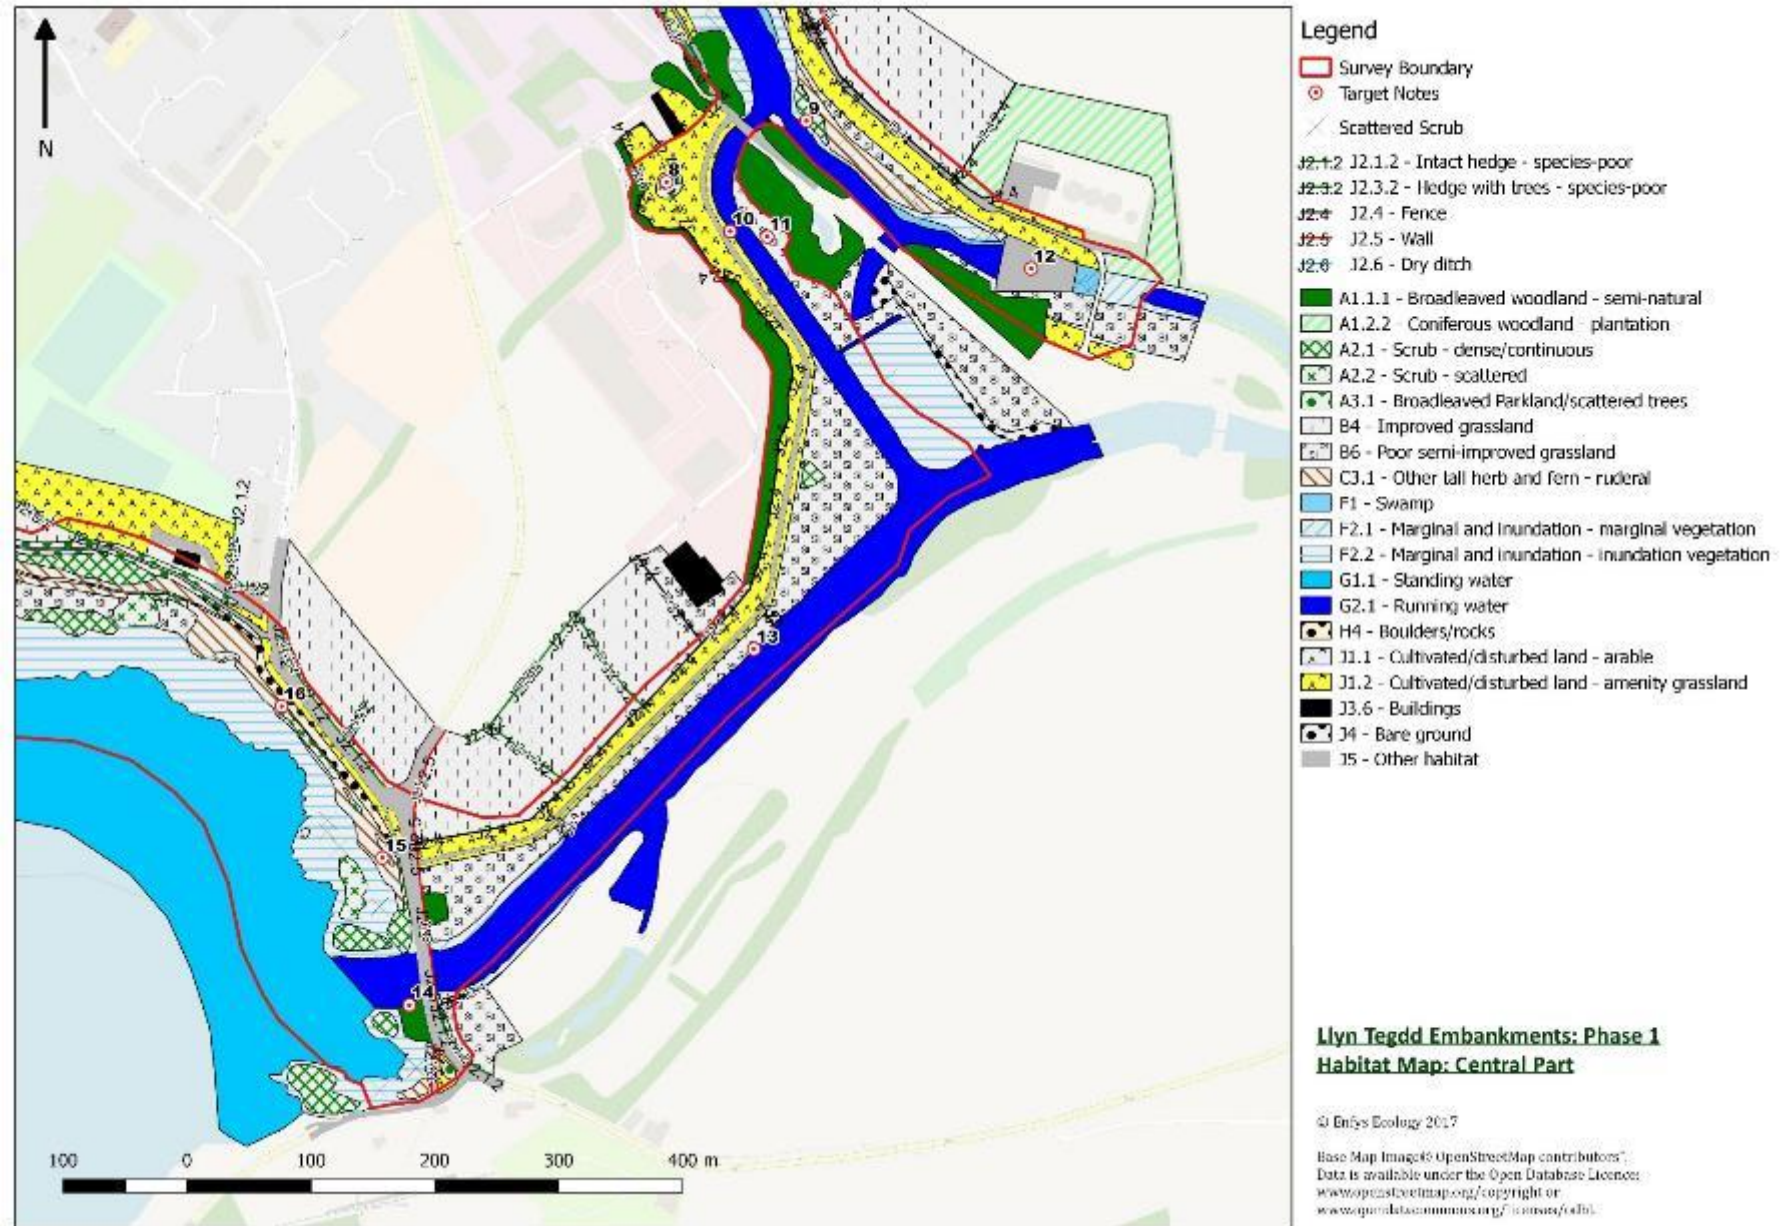 N
8
9
10
11
12
13
14
15
16
J2.1.2
100 0 100 200 300 400 m
Legend
Survey Boundary
Target Notes
Scattered Scrub
J2.1.2 J2.1.2 - Intact hedge - species-poor
J2.3.2 J2.3.2 - Hedge with trees - species-poor
J2.4 J2.4 - Fence
J2.5 J2.5 - Wall
J2.6 J2.6 - Dry ditch
A1.1.1 - Broadleaved woodland - semi-natural
A1.2.2 - Coniferous woodland - plantation
A2.1 - Scrub - dense/continuous
A2.2 - Scrub - scattered
A3.1 - Broadleaved Parkland/scattered trees
B4 - Improved grassland
B6 - Poor semi-improved grassland
C3.1 - Other tall herb and fern - ruderal
F1 - Swamp
F2.1 - Marginal and inundation - marginal vegetation
F2.2 - Marginal and inundation - inundation vegetation
G1.1 - Standing water
G2.1 - Running water
H4 - Boulders/rocks
J1.1 - Cultivated/disturbed land - arable
J1.2 - Cultivated/disturbed land - amenity grassland
J3.6 - Buildings
J4 - Bare ground
J5 - Other habitat
Llyn Tegdd Embankments: Phase 1
Habitat Map: Central Part
© Enfys Ecology 2017
Base Map Image© OpenStreetMap contributors",
Data is available under the Open Database Licence:
www.openstreetmap.org/copyright or
www.opendatacommons.org/licenses/odbl.